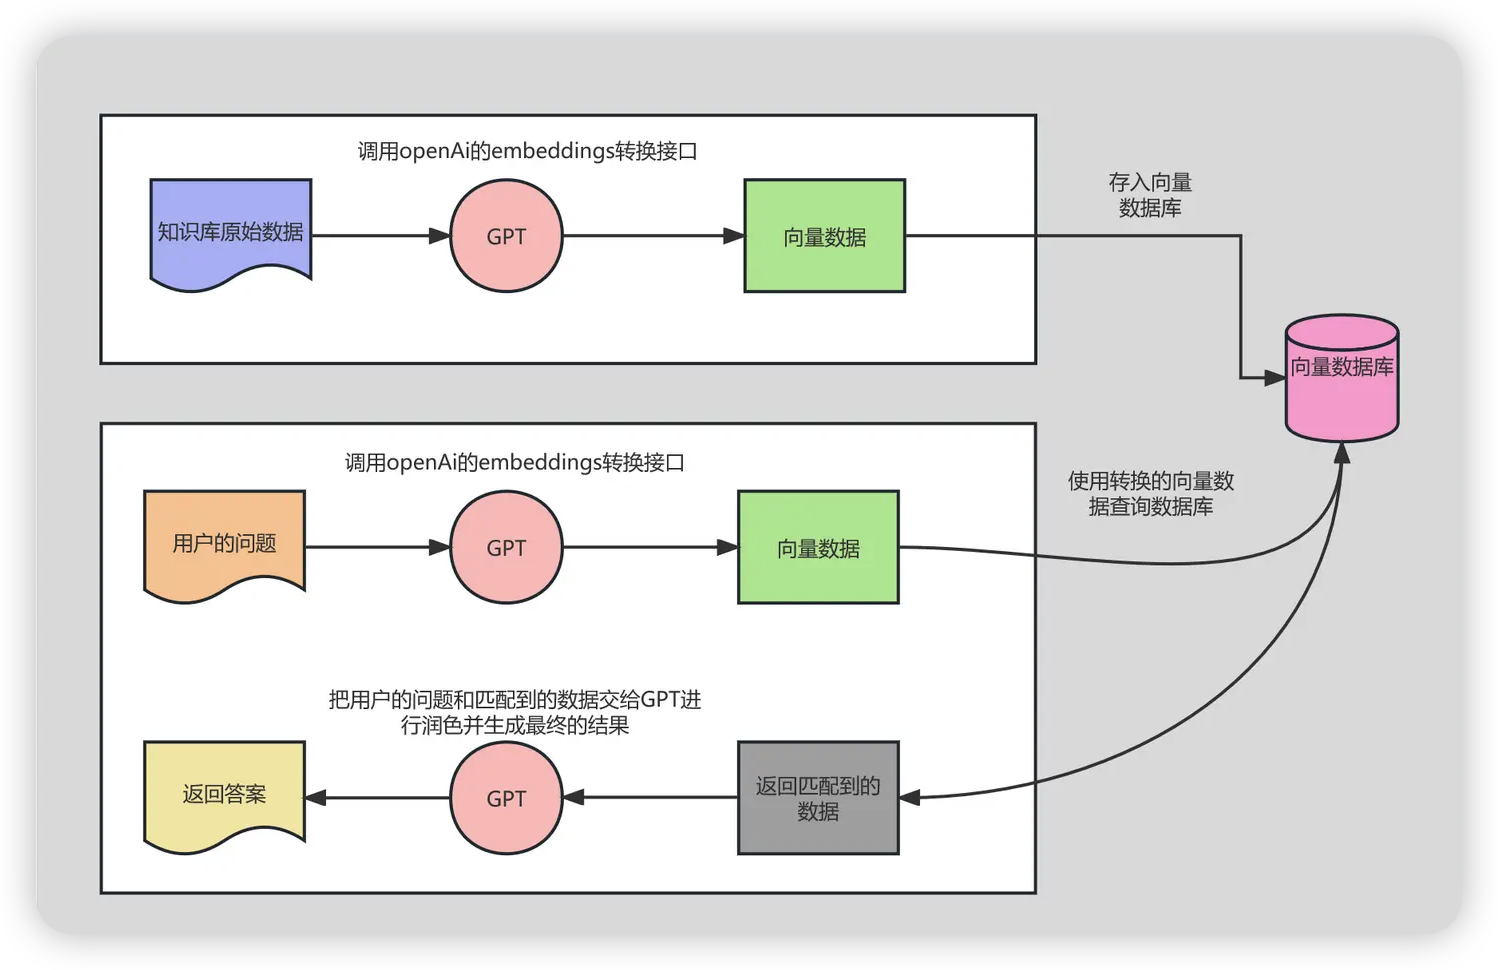 调用openAi的embeddings转换接口
知识库原始数据
GPT
向量数据
存入向量
数据库
向量数据库
调用openAi的embeddings转换接口
用户的问题
GPT
向量数据
使用转换的向量数
据查询数据库
把用户的问题和匹配到的数据交给GPT进
行润色并生成最终的结果
返回答案
GPT
返回匹配到的
数据